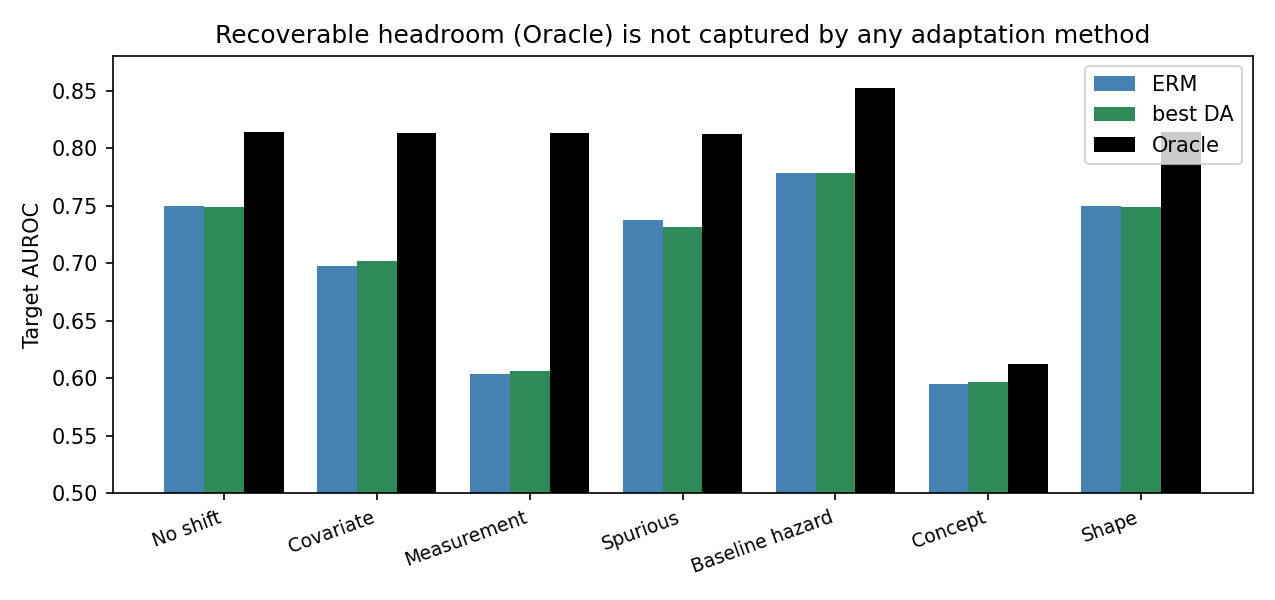 Recoverable headroom (Oracle) is not captured by any adaptation method
ERM
best DA
Oracle
Target AUROC
0.85
0.80
0.75
0.70
0.65
0.60
0.55
0.50
No shift
Covariate
Measurement
Spurious
Baseline hazard
Concept
Shape